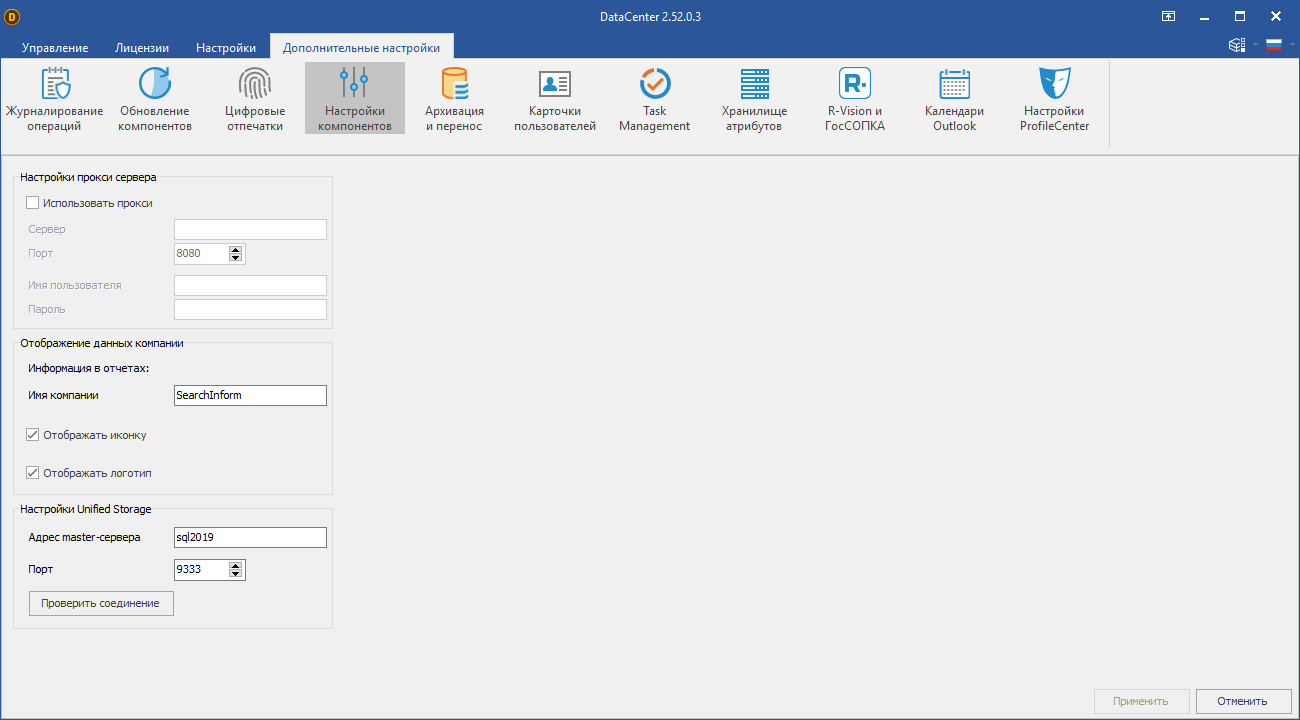 D
DataCenter 2.52.0.3
Управление
Лицензии
Настройки
Дополнительные настройки
Журналирование
операций
Обновление
компонентов
Цифровые
отпечатки
Настройки
компонентов
Архивация
и перенос
Карточки
пользователей
Task
Management
Хранилище
атрибутов
R
R-Vision и
ГосСОПКА
Календари
Outlook
Настройки
ProfileCenter
Настройки прокси сервера
Использовать прокси
Сервер
Порт
8080
Имя пользователя
Пароль
Отображение данных компании
Информация в отчетах:
Имя компании
SearchInform
Отображать иконку
Отображать логотип
Настройки Unified Storage
Адрес master-сервера
sql2019
Порт
9333
Проверить соединение
Применить
Отменить